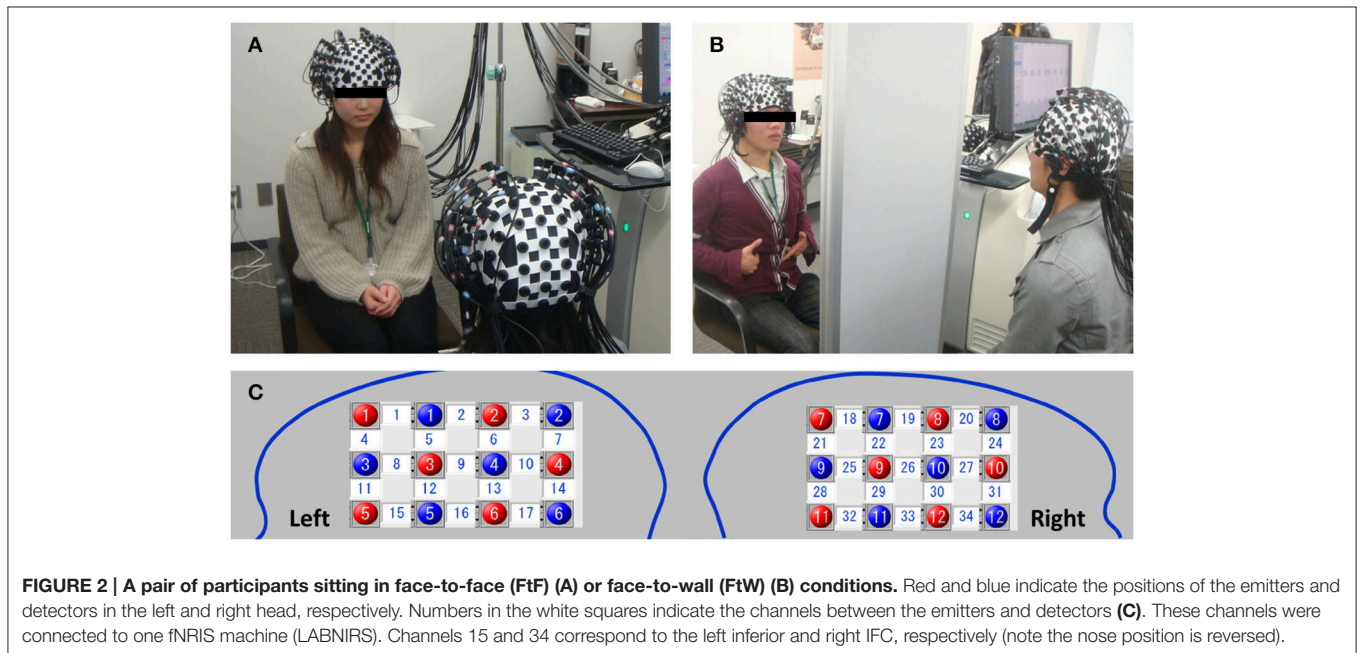 A
B
C
1 1 1 2 2 3 2
4 5 6 7
3 8 3 9 4 10 4
11 12 13 14
5 15 5 16 6 17 6
Left
7 18 7 19 8 20 8
21 22 23 24
9 25 9 26 10 27 10
28 29 30 31
11 32 11 33 12 34 12
Right
FIGURE 2 | A pair of participants sitting in face-to-face (FtF) (A) or face-to-wall (FtW) (B) conditions. Red and blue indicate the positions of the emitters and
detectors in the left and right head, respectively. Numbers in the white squares indicate the channels between the emitters and detectors (C). These channels were
connected to one fNRIS machine (LABNIRS). Channels 15 and 34 correspond to the left inferior and right IFC, respectively (note the nose position is reversed).